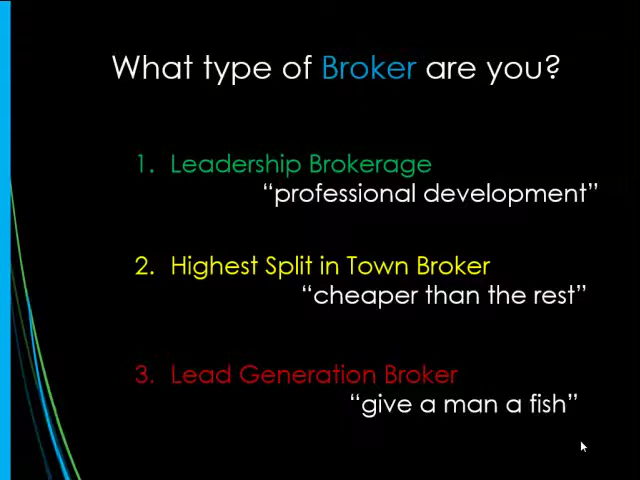 What type of Broker are you?
1. Leadership Brokerage
“professional development”
2. Highest Split in Town Broker
“cheaper than the rest”
3. Lead Generation Broker
“give a man a fish”